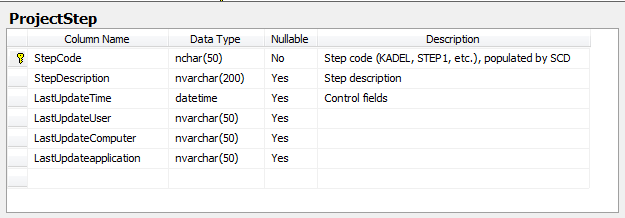 ProjectStep
Column Name Data Type Nullable Description
StepCode nchar(50) No Step code (KADEL, STEP1, etc.), populated by SCD
StepDescription nvarchar(200) Yes Step description
LastUpdateTime datetime Yes Control fields
LastUpdateUser nvarchar(50) Yes
LastUpdateComputer nvarchar(50) Yes
LastUpdateapplication nvarchar(50) Yes